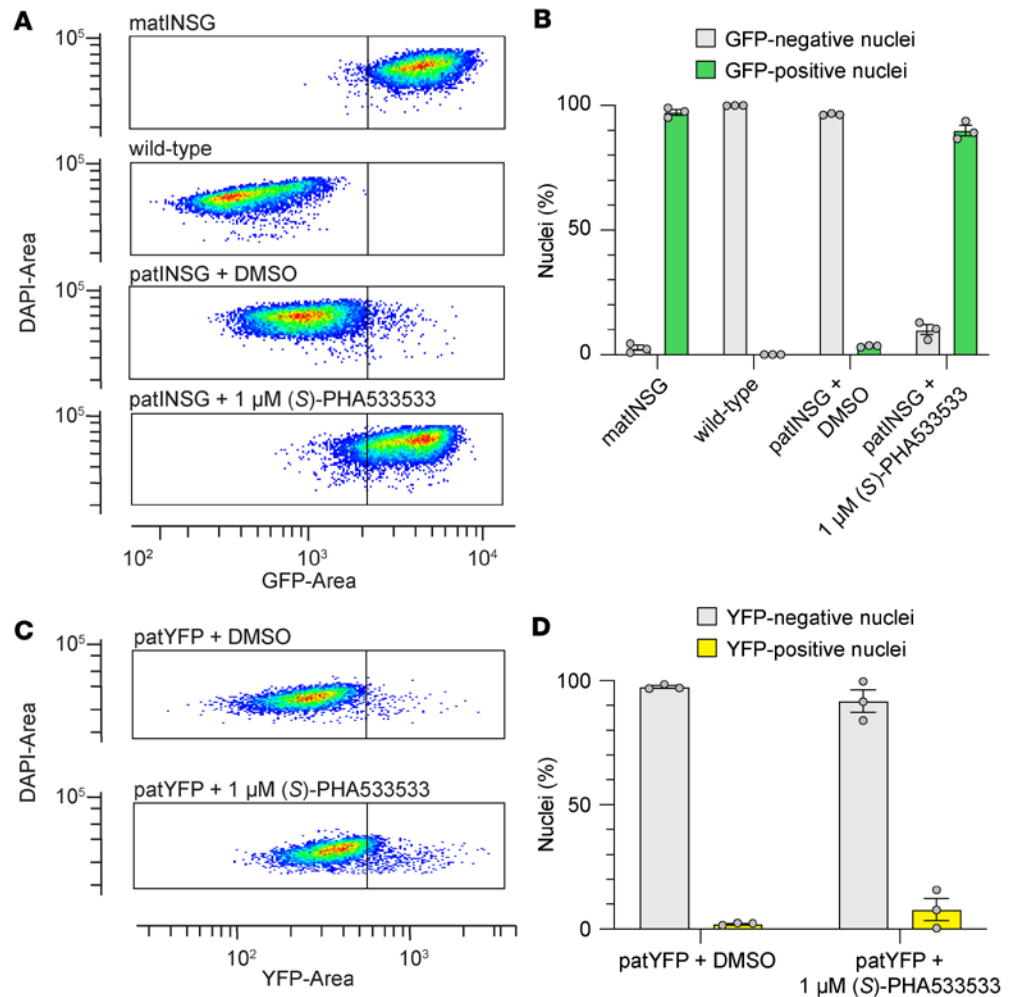 A
matINSG
10⁵
wild-type
10⁵
patINSG + DMSO
10⁵
patINSG + 1 µM (S)-PHA533533
10⁵
DAPI-Area
10² 10³ 10⁴
GFP-Area
B
GFP-negative nuclei
GFP-positive nuclei
100
50
0
Nuclei (%)
matINSG
wild-type
patINSG +
DMSO
patINSG +
1 µM (S)-PHA533533
C
patYFP + DMSO
10⁵
patYFP + 1 µM (S)-PHA533533
10⁵
DAPI-Area
10² 10³
YFP-Area
D
YFP-negative nuclei
YFP-positive nuclei
100
50
0
Nuclei (%)
patYFP + DMSO
patYFP +
1 µM (S)-PHA533533